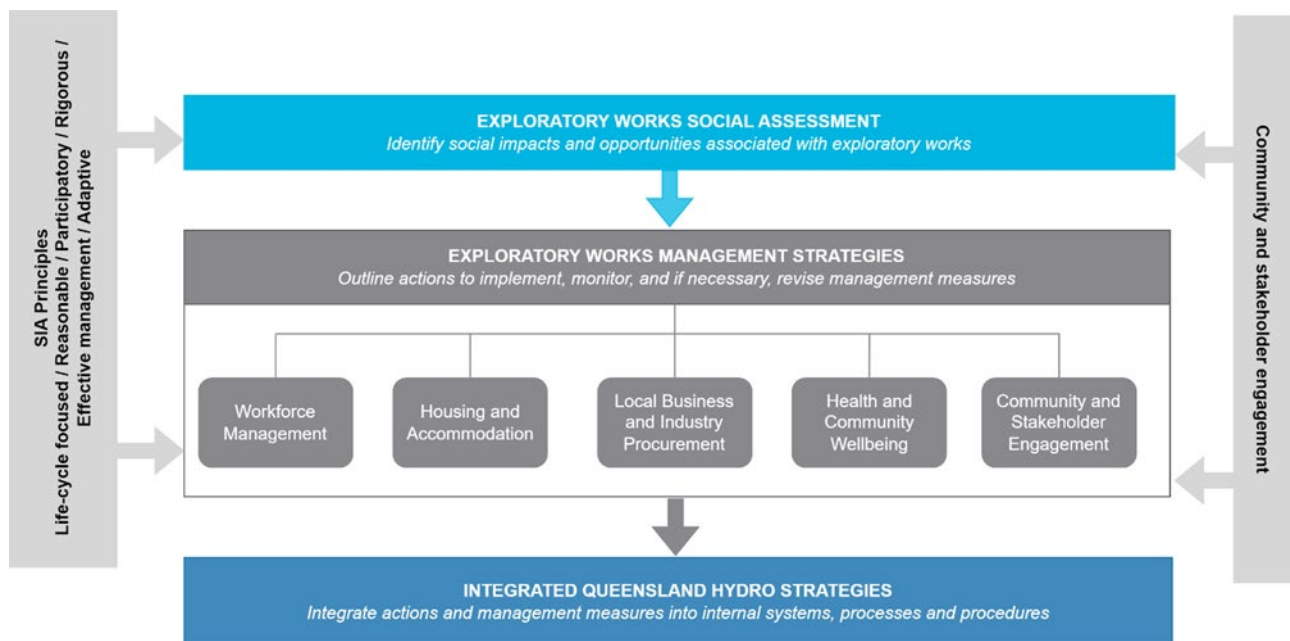 SIA Principles
Life-cycle focused / Reasonable / Participatory / Rigorous /
Effective management / Adaptive
EXPLORATORY WORKS SOCIAL ASSESSMENT
Identify social impacts and opportunities associated with exploratory works
EXPLORATORY WORKS MANAGEMENT STRATEGIES
Outline actions to implement, monitor, and if necessary, revise management measures
Workforce
Management
Housing and
Accommodation
Local Business
and Industry
Procurement
Health and
Community
Wellbeing
Community and
Stakeholder
Engagement
INTEGRATED QUEENSLAND HYDRO STRATEGIES
Integrate actions and management measures into internal systems, processes and procedures
Community and stakeholder engagement